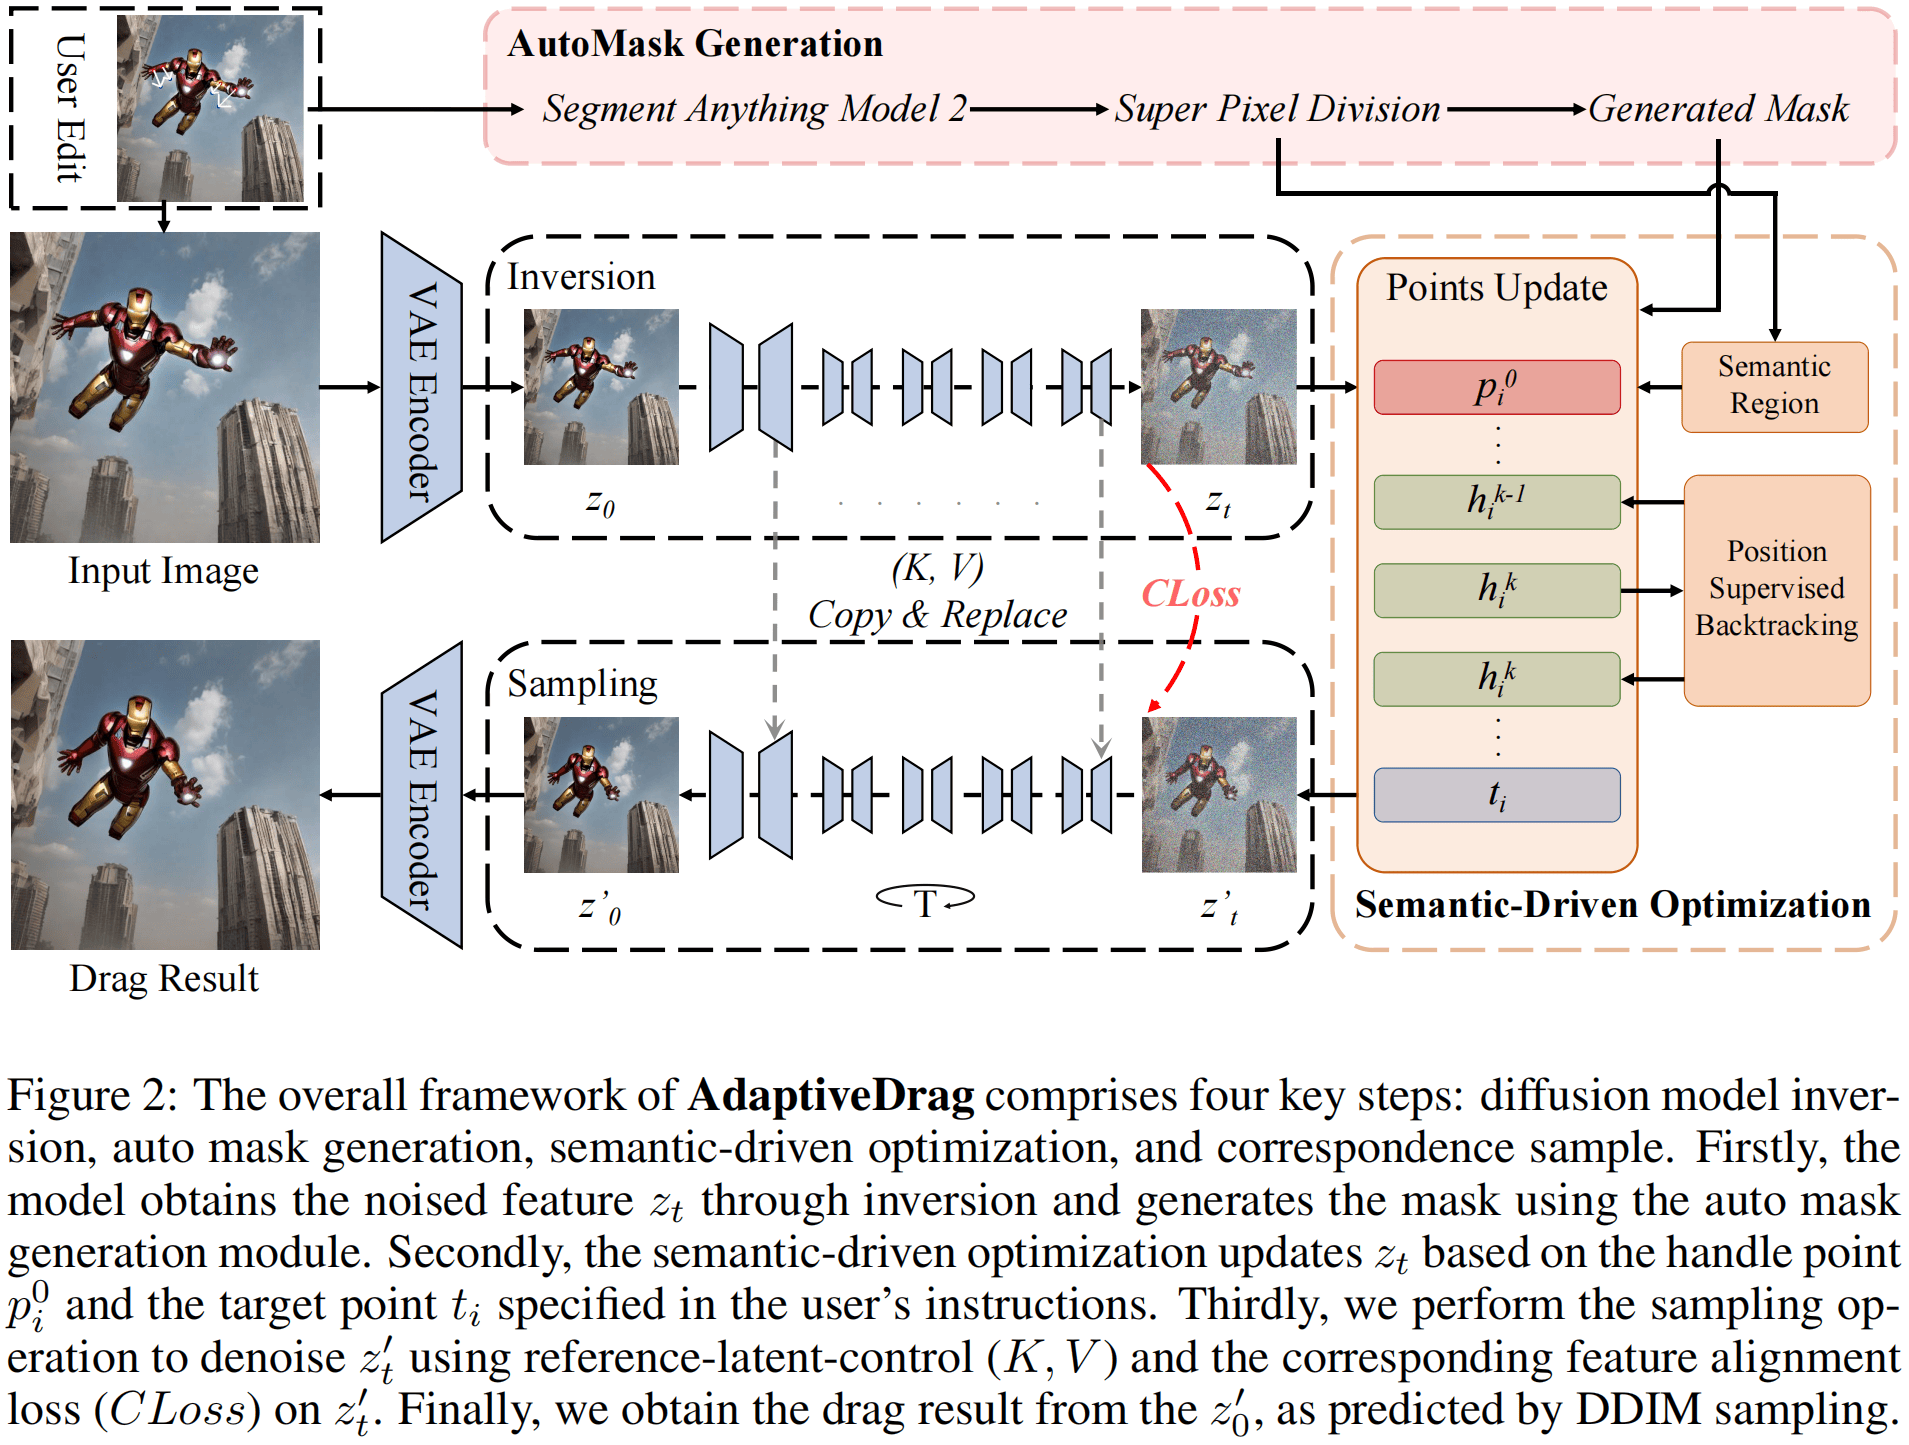 User Edit
AutoMask Generation
Segment Anything Model 2
Super Pixel Division
Generated Mask
Input Image
VAE Encoder
Inversion
z_0
z_t
(K, V)
Copy & Replace
CLoss
Points Update
p_i^0
h_i^{k-1}
h_i^k
h_i^k
t_i
Semantic
Region
Position
Supervised
Backtracking
Semantic-Driven Optimization
Drag Result
VAE Encoder
Sampling
z'_0
T
z'_t
Figure 2: The overall framework of AdaptiveDrag comprises four key steps: diffusion model inver-
sion, auto mask generation, semantic-driven optimization, and correspondence sample. Firstly, the
model obtains the noised feature z_t through inversion and generates the mask using the auto mask
generation module. Secondly, the semantic-driven optimization updates z_t based on the handle point
p_i^0 and the target point t_i specified in the user's instructions. Thirdly, we perform the sampling op-
eration to denoise z'_t using reference-latent-control (K, V) and the corresponding feature alignment
loss (CLoss) on z'_t. Finally, we obtain the drag result from the z'_0, as predicted by DDIM sampling.